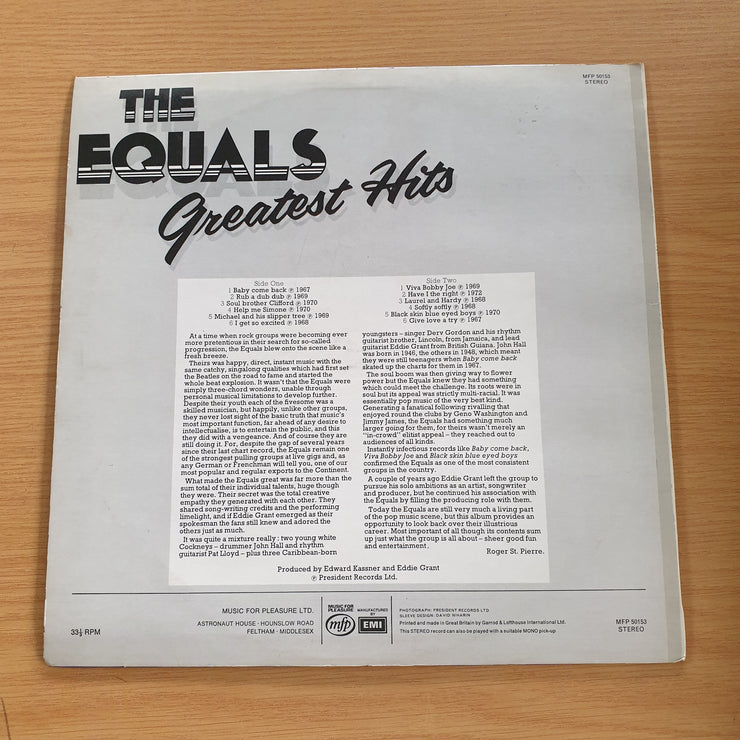 MFP 50153
STEREO
THE
EQUALS
Greatest Hits
Side One
1 Baby come back ℗ 1967
2 Rub a dub dub ℗ 1969
3 Soul brother Clifford ℗ 1970
4 Help me Simone ℗ 1970
5 Michael and his slipper tree ℗ 1969
6 I get so excited ℗ 1968
Side Two
1 Viva Bobby Joe ℗ 1969
2 Have I the right ℗ 1972
3 Laurel and Hardy ℗ 1968
4 Softly softly ℗ 1968
5 Black skin blue eyed boys ℗ 1970
6 Give love a try ℗ 1967
At a time when rock groups were becoming ever
more pretentious in their search for so-called
progression, the Equals blew onto the scene like a
fresh breeze.
Theirs was happy, direct, instant music with the
same catchy, singalong qualities which had first set
the Beatles on the road to fame and started the
whole beat explosion. It wasn't that the Equals were
simply three-chord wonders, unable through
personal musical limitations to develop further.
Despite their youth each of the fivesome was a
skilled musician, but happily, unlike other groups,
they never lost sight of the basic truth that music's
most important function, far ahead of any desire to
intellectualise, is to entertain the public, and this
they did with a vengeance. And of course they are
still doing it. For, despite the gap of several years
since their last chart record, the Equals remain one
of the strongest pulling groups at live gigs and, as
any German or Frenchman will tell you, one of our
most popular and regular exports to the Continent.
What made the Equals great was far more than the
sum total of their individual talents, huge though
they were. Their secret was the total creative
empathy they generated with each other. They
shared song-writing credits and the performing
limelight, and if Eddie Grant emerged as their
spokesman the fans still knew and adored the
others just as much.
It was quite a mixture really : two young white
Cockneys – drummer John Hall and rhythm
guitarist Pat Lloyd – plus three Caribbean-born
youngsters – singer Derv Gordon and his rhythm
guitarist brother, Lincoln, from Jamaica, and lead
guitarist Eddie Grant from British Guiana. John Hall
was born in 1946, the others in 1948, which meant
they were still teenagers when Baby come back
skated up the charts for them in 1967.
The soul boom was then giving way to flower
power but the Equals knew they had something
which could meet the challenge. Its roots were in
soul but its appeal was strictly multi-racial. It was
essentially pop music of the very best kind.
Generating a fanatical following rivalling that
enjoyed round the clubs by Geno Washington and
Jimmy James, the Equals had something much
larger going for them, for theirs wasn't merely an
"in-crowd" elitist appeal – they reached out to
audiences of all kinds.
Instantly infectious records like Baby come back,
Viva Bobby Joe and Black skin blue eyed boys
confirmed the Equals as one of the most consistent
groups in the country.
A couple of years ago Eddie Grant left the group to
pursue his solo ambitions as an artist, songwriter
and producer, but he continued his association with
the Equals by filling the producing role with them.
Today the Equals are still very much a living part
of the pop music scene, but this album provides an
opportunity to look back over their illustrious
career. Most important of all though its contents sum
up just what the group is all about – sheer good fun
and entertainment.
Roger St. Pierre.
Produced by Edward Kassner and Eddie Grant
℗ President Records Ltd.
33⅓ RPM
MUSIC FOR PLEASURE LTD.
ASTRONAUT HOUSE · HOUNSLOW ROAD
FELTHAM · MIDDLESEX
MUSIC FOR
PLEASURE
mfp
MANUFACTURED
BY
EMI
PHOTOGRAPH: PRESIDENT RECORDS LTD
SLEEVE DESIGN: DAVID WHARIN
Printed and made in Great Britain by Garrod & Lofthouse International Ltd.
This STEREO record can also be played with a suitable MONO pick-up
MFP 50153
STEREO